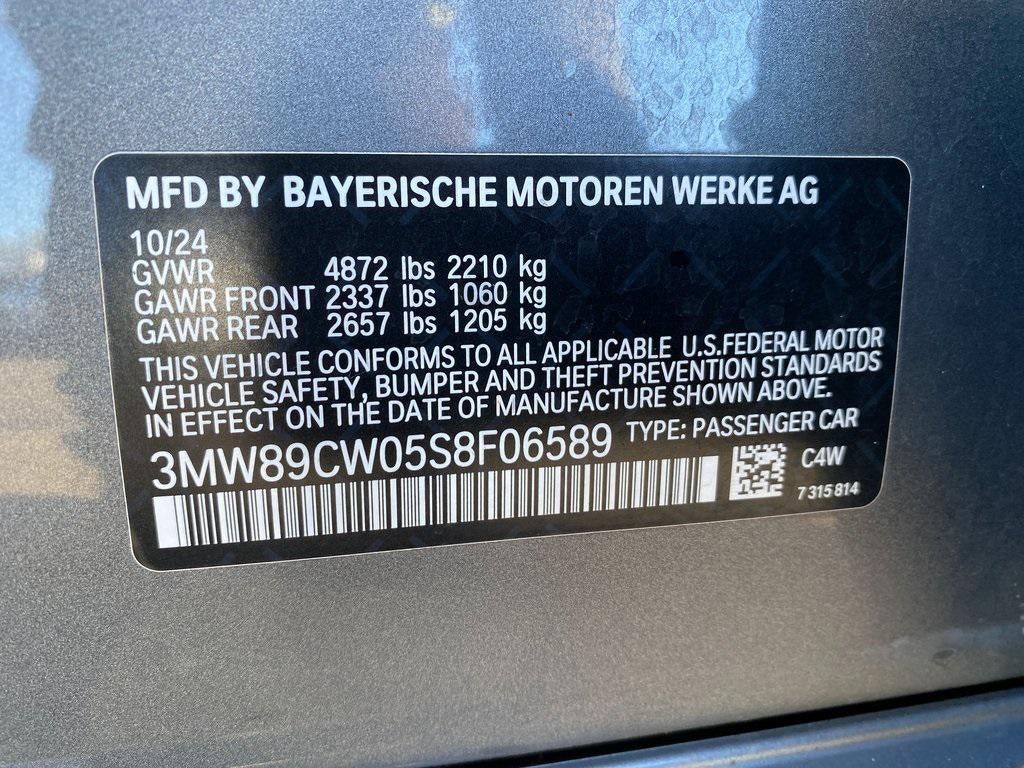 MFD BY BAYERISCHE MOTOREN WERKE AG
10/24
GVWR 4872 lbs 2210 kg
GAWR FRONT 2337 lbs 1060 kg
GAWR REAR 2657 lbs 1205 kg
THIS VEHICLE CONFORMS TO ALL APPLICABLE U.S.FEDERAL MOTOR
VEHICLE SAFETY, BUMPER AND THEFT PREVENTION STANDARDS
IN EFFECT ON THE DATE OF MANUFACTURE SHOWN ABOVE.
3MW89CW05S8F06589 TYPE: PASSENGER CAR
C4W
7 315 814